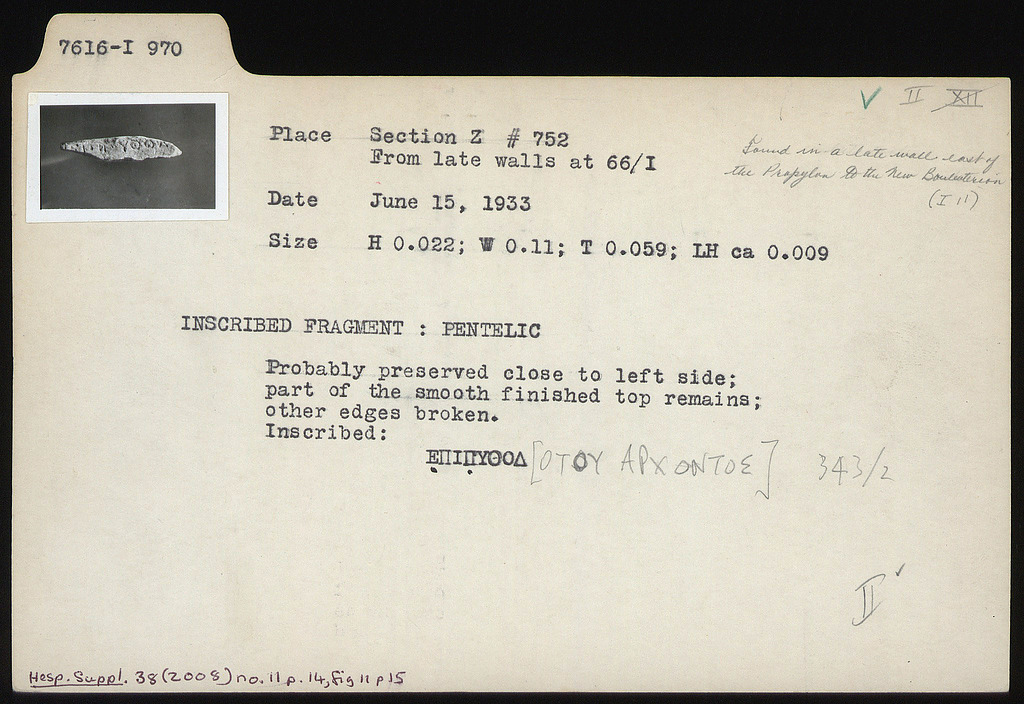 7616-I 970
✓ II XII
Place Section Z # 752
From late walls at 66/I
Found in a late wall east of
the Propylon to the New Bouleuterion
(I 11)
Date June 15, 1933
Size H 0.022; W 0.11; T 0.059; LH ca 0.009
INSCRIBED FRAGMENT : PENTELIC
Probably preserved close to left side;
part of the smooth finished top remains;
other edges broken.
Inscribed:
Ε̣ΠΙΠ̣ΥΘΟΔ[ΟΤΟΥ ΑΡΧΟΝΤΟΣ] 343/2
II ✓
Hesp. Suppl. 38 (2008) no. 11 p. 14, fig 11 p 15